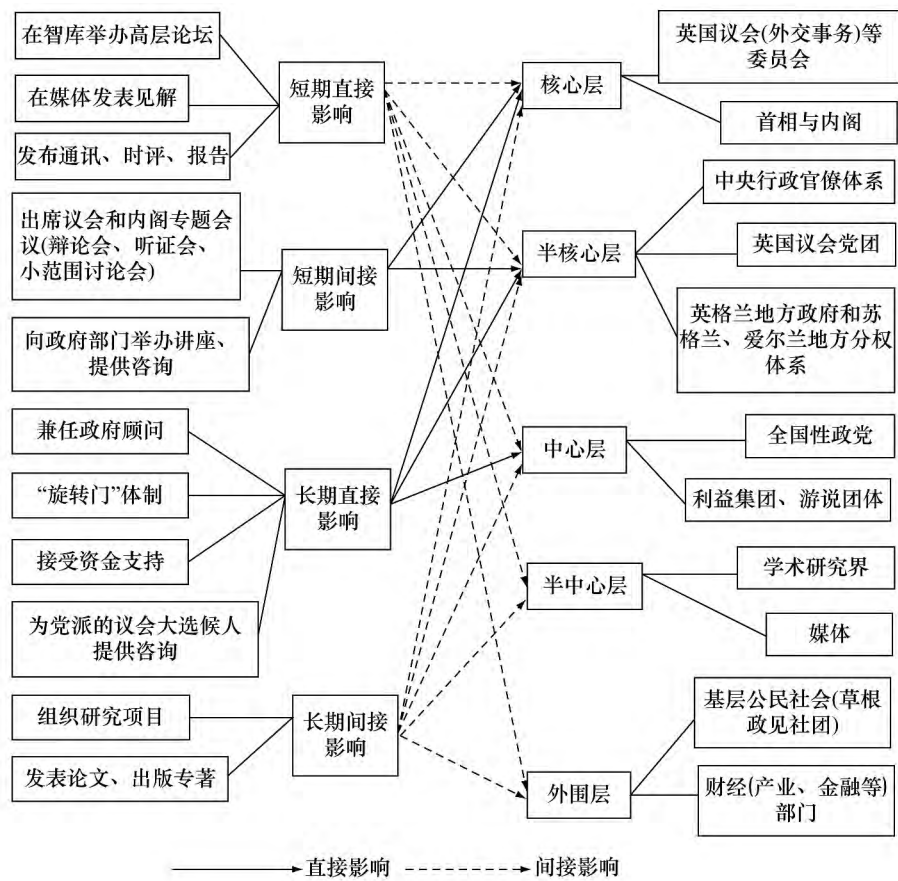 在智库举办高层论坛
在媒体发表见解
发布通讯、时评、报告
短期直接
影响
出席议会和内阁专题会
议(辩论会、听证会、
小范围讨论会)
向政府部门举办讲座、
提供咨询
短期间接
影响
兼任政府顾问
“旋转门”体制
接受资金支持
为党派的议会大选候人
提供咨询
长期直接
影响
组织研究项目
发表论文、出版专著
长期间接
影响
核心层
英国议会(外交事务)等
委员会
首相与内阁
半核心层
中央行政官僚体系
英国议会党团
英格兰地方政府和苏
格兰、爱尔兰地方分权
体系
中心层
全国性政党
利益集团、游说团体
半中心层
学术研究界
媒体
外围层
基层公民社会(草根
政见社团)
财经(产业、金融等)
部门
直接影响
间接影响